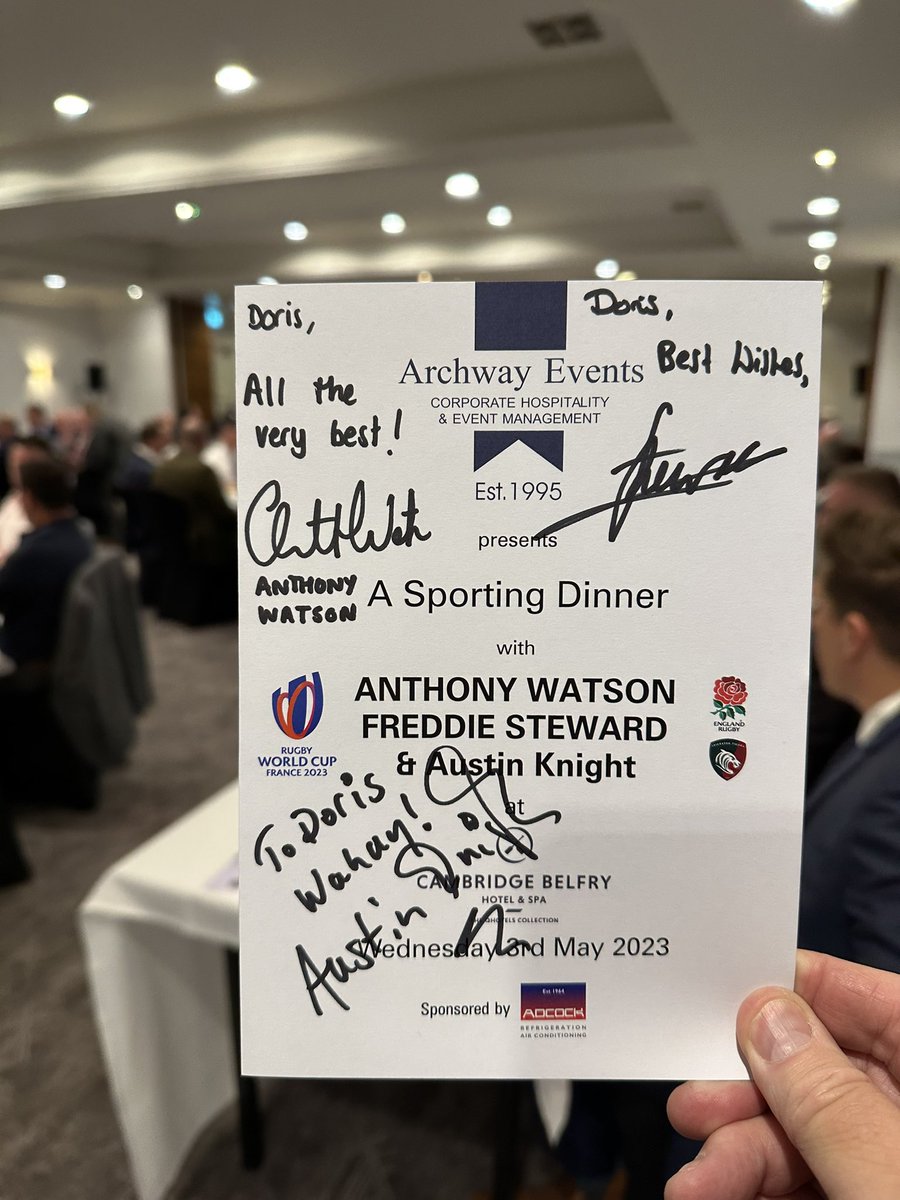 Doris,
All the
very best!
ANTHONY
WATSON
Doris,
Best Wishes,
Archway Events
CORPORATE HOSPITALITY
& EVENT MANAGEMENT
Est.1995
presents
A Sporting Dinner
with
ANTHONY WATSON
FREDDIE STEWARD
& Austin Knight
RUGBY
WORLD CUP
FRANCE 2023
ENGLAND
RUGBY
at
To Doris
Wahay!
Austin
CAMBRIDGE BELFRY
HOTEL & SPA
Wednesday 3rd May 2023
Sponsored by
Est 1964
ADCOCK
REFRIGERATION
AIR CONDITIONING